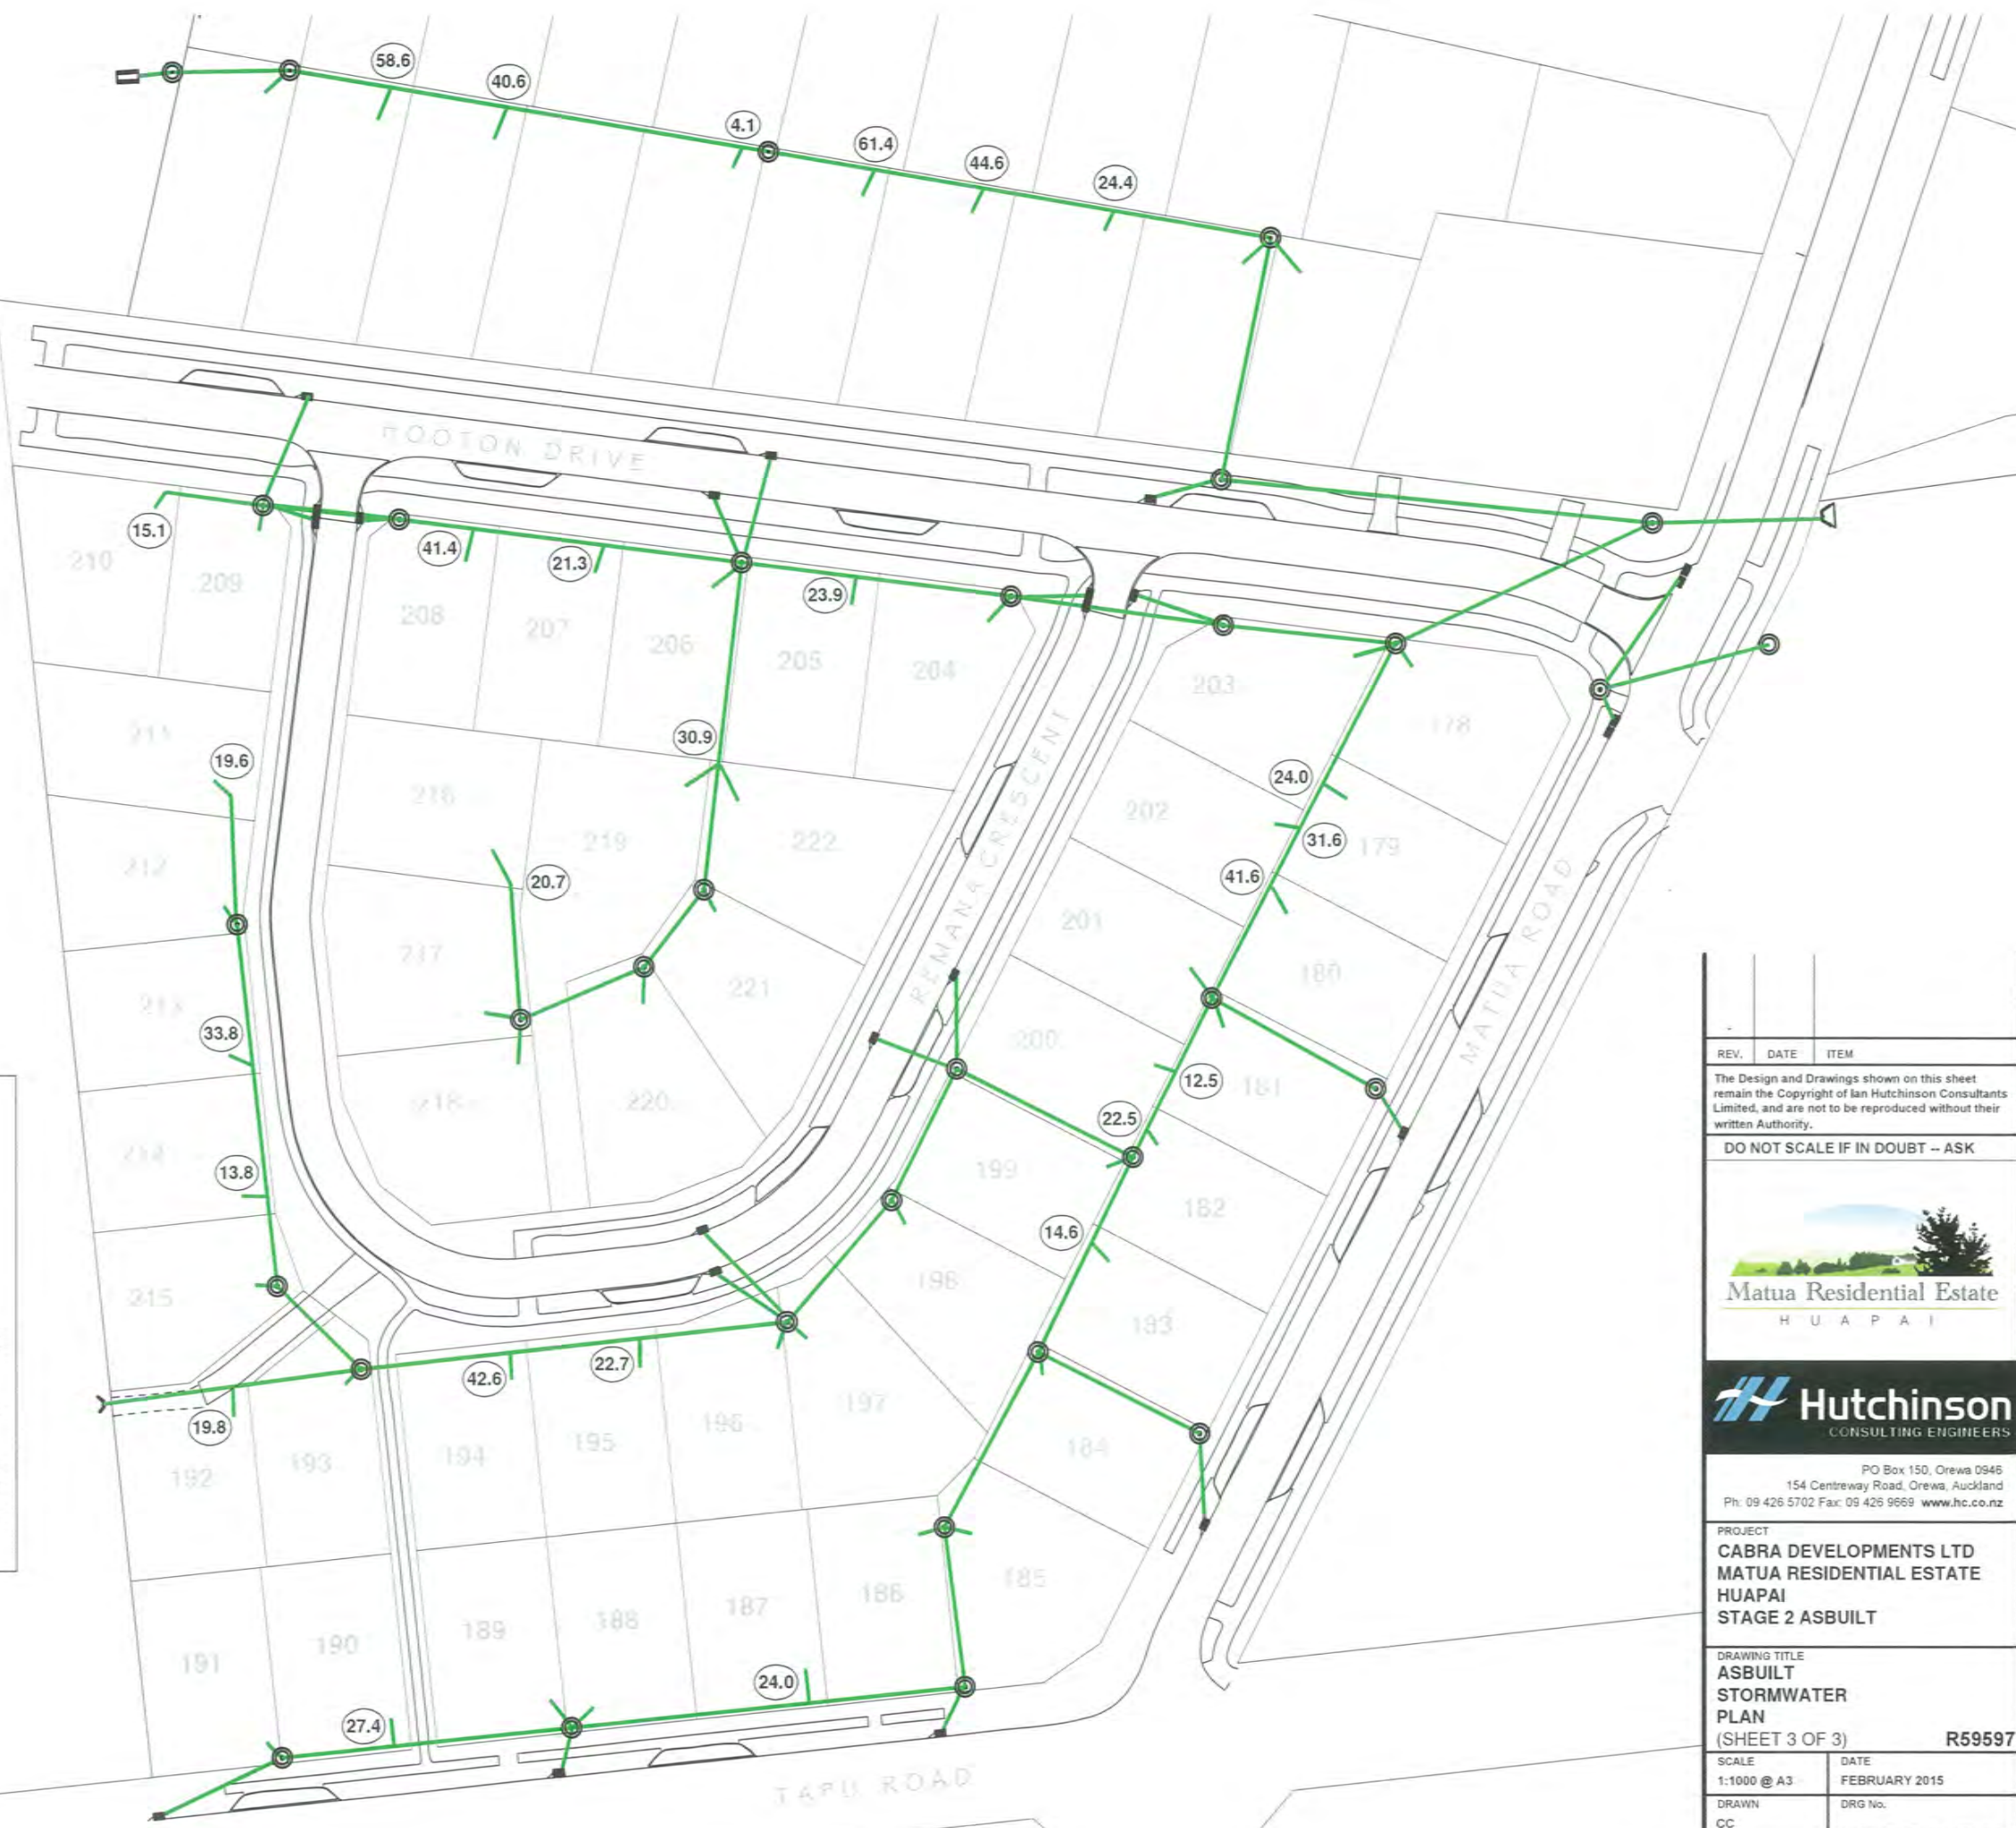 58.6
40.6
4.1
61.4
44.6
24.4
HOOTON DRIVE
15.1
41.4
21.3
23.9
210
209
208
207
206
205
204
203
178
211
19.6
30.9
24.0
216
219
222
202
31.6
179
212
20.7
41.6
201
REMANA CRESCENT
MATUA ROAD
217
221
180
213
33.8
200
12.5
181
218
220
22.5
214
13.8
199
182
14.6
215
198
183
42.6
22.7
19.8
197
196
195
194
193
192
184
185
186
187
188
189
190
191
24.0
27.4
TAPU ROAD
REV. DATE ITEM
The Design and Drawings shown on this sheet
remain the Copyright of Ian Hutchinson Consultants
Limited, and are not to be reproduced without their
written Authority.
DO NOT SCALE IF IN DOUBT -- ASK
Matua Residential Estate
HUAPAI
Hutchinson
CONSULTING ENGINEERS
PO Box 150, Orewa 0946
154 Centreway Road, Orewa, Auckland
Ph: 09 426 5702 Fax: 09 426 9669 www.hc.co.nz
PROJECT
CABRA DEVELOPMENTS LTD
MATUA RESIDENTIAL ESTATE
HUAPAI
STAGE 2 ASBUILT
DRAWING TITLE
ASBUILT
STORMWATER
PLAN
(SHEET 3 OF 3) R59597
SCALE DATE
1:1000 @ A3 FEBRUARY 2015
DRAWN DRG No.
CC